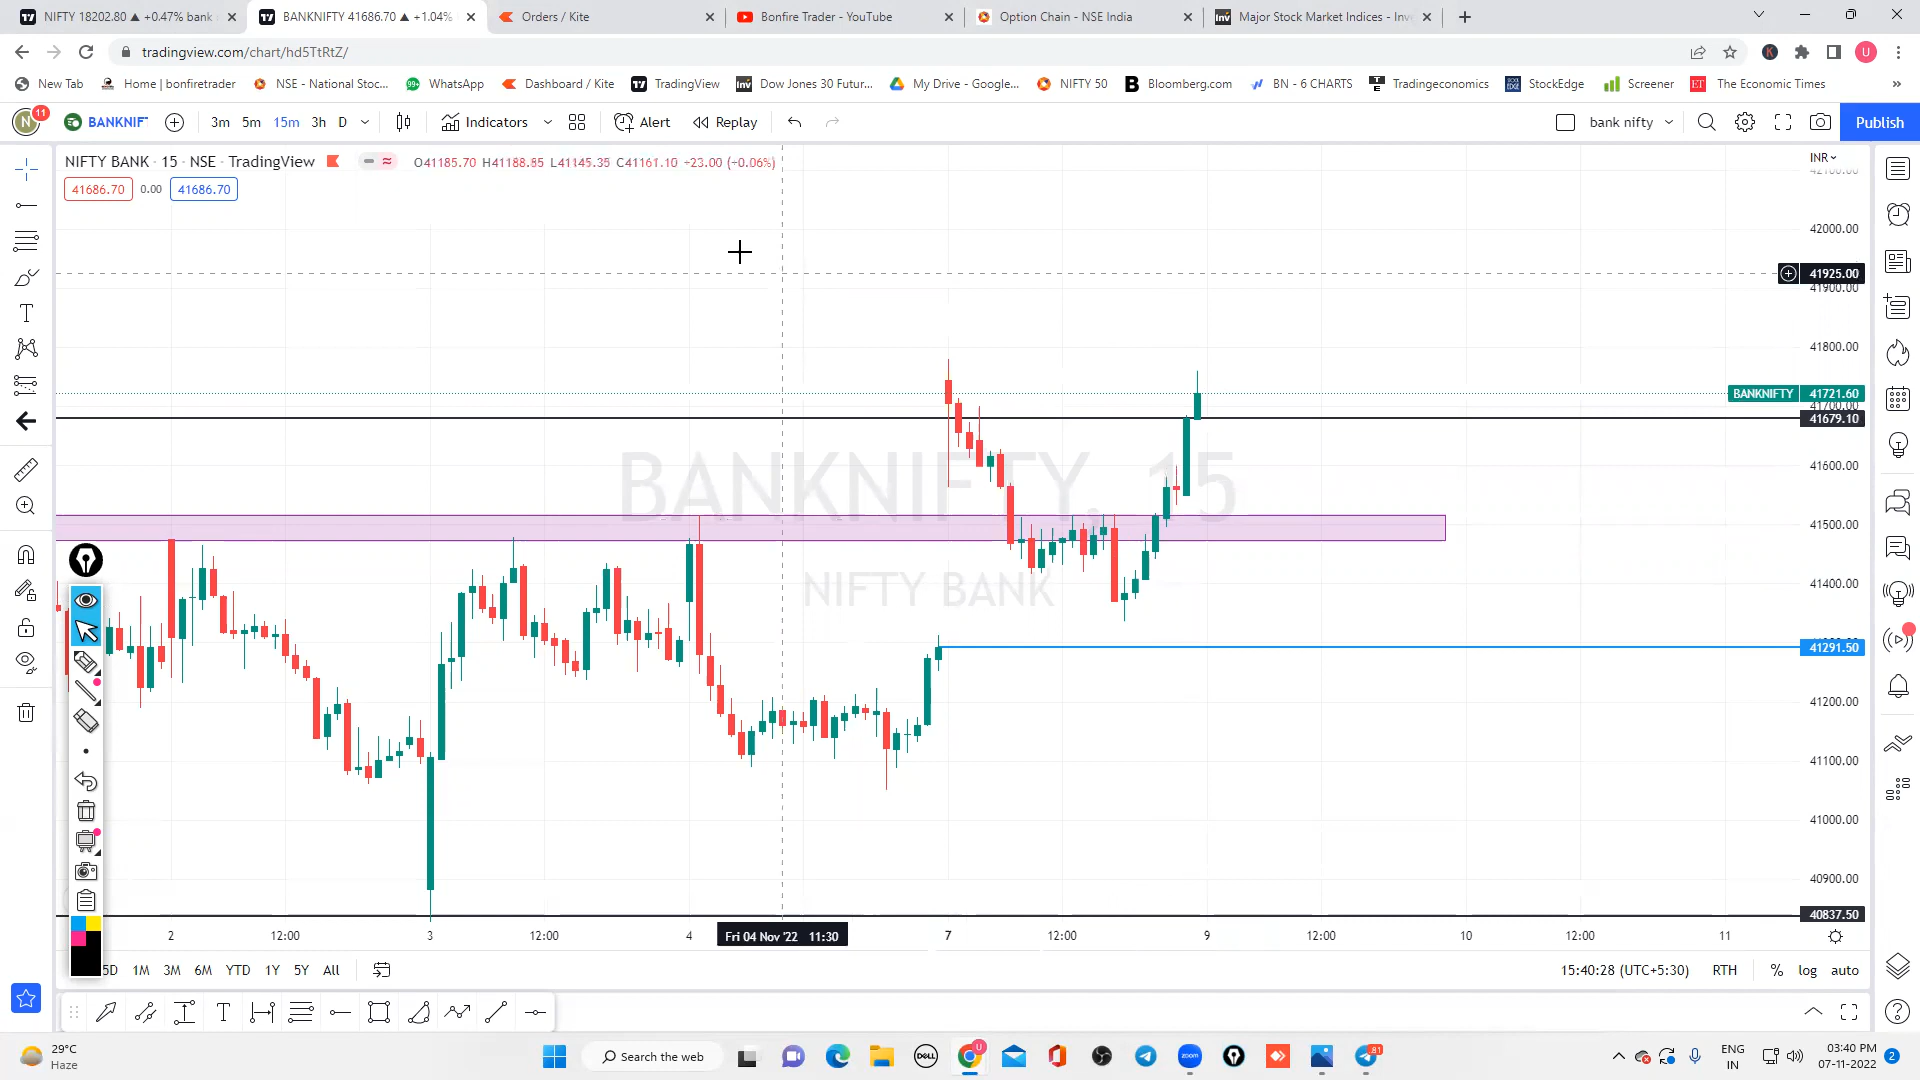 NIFTY 18202.80 ▲ +0.47% bank
BANKNIFTY 41686.70 ▲ +1.04%
Orders / Kite
Bonfire Trader - YouTube
Option Chain - NSE India
Major Stock Market Indices - Inv
tradingview.com/chart/hd5TtRtZ/
U
New Tab
Home | bonfiretrader
NSE - National Stoc...
99+
WhatsApp
Dashboard / Kite
TradingView
Dow Jones 30 Futur...
My Drive - Google...
NIFTY 50
Bloomberg.com
BN - 6 CHARTS
Tradingeconomics
StockEdge
Screener
ET
The Economic Times
N
11
BANKNIF
3m
5m
15m
3h
D
Indicators
Alert
Replay
bank nifty
Publish
NIFTY BANK · 15 · NSE · TradingView
O41185.70 H41188.85 L41145.35 C41161.10 −23.00 (−0.06%)
INR
41686.70
0.00
41686.70
42000.00
41925.00
41900.00
41800.00
BANKNIFTY
41721.60
41700.00
41679.10
41600.00
BANKNIFTY, 15
41500.00
NIFTY BANK
41400.00
41291.50
41200.00
41100.00
41000.00
40900.00
40837.50
2
12:00
3
12:00
4
Fri 04 Nov '22 11:30
7
12:00
9
12:00
10
12:00
11
5D
1M
3M
6M
YTD
1Y
5Y
All
15:40:28 (UTC+5:30)
RTH
%
log
auto
29°C
Haze
Search the web
DELL
zoom
U
81
ENG
IN
03:40 PM
07-11-2022
2